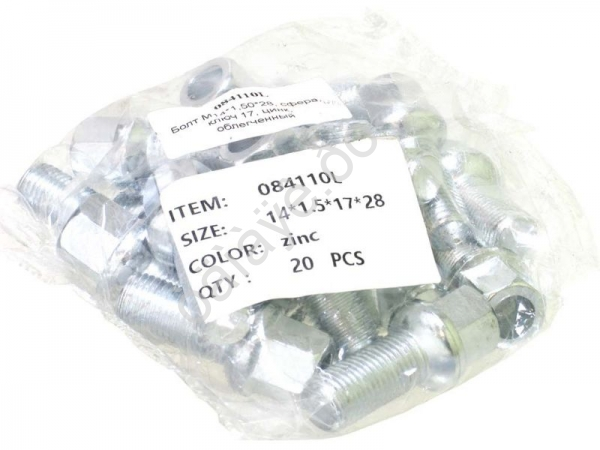 084110L
Болт М14*1,50*28, сфера,
ключ 17, цинк,
облегченный
ITEM: 084110L
SIZE: 14*1.5*17*28
COLOR: zinc
QTY : 20 PCS